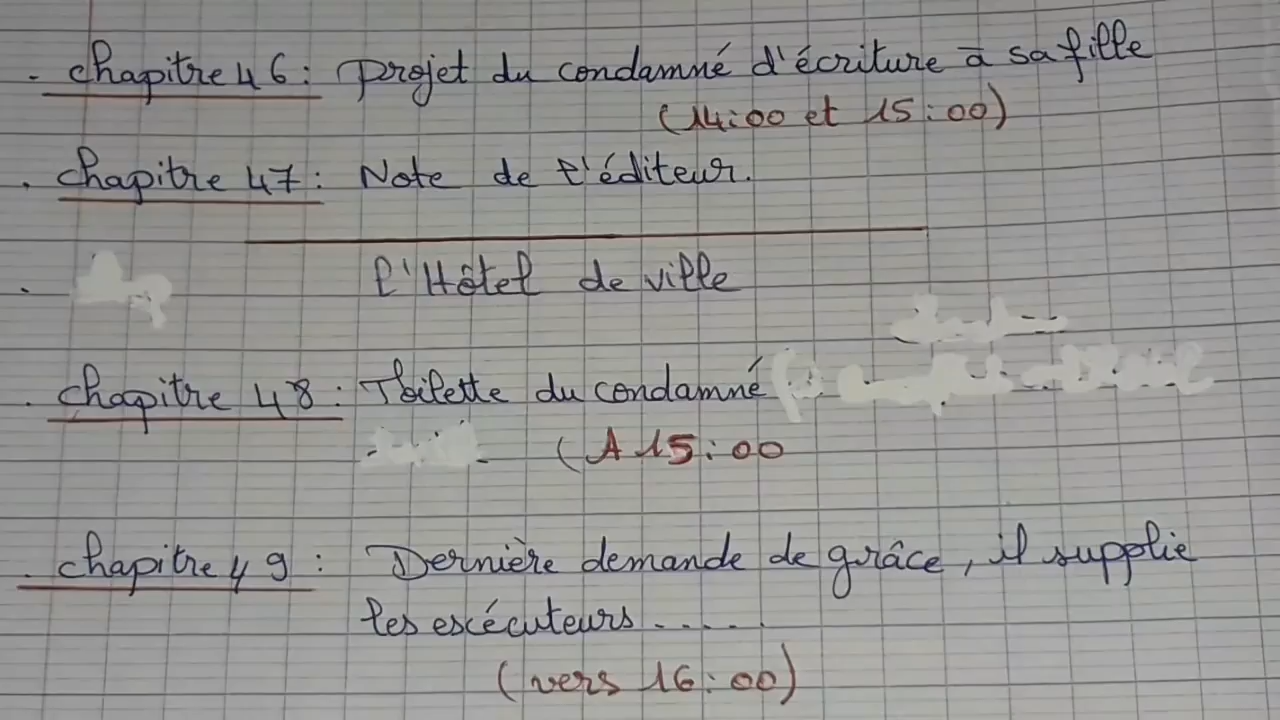 . Chapitre 46 : projet du condamné d'écriture à sa fille
(14:00 et 15:00)
. Chapitre 47 : Note de l'éditeur.
. l'Hôtel de ville
. Chapitre 48 : Toilette du condamné
(A 15:00
. Chapitre 49 : Dernière demande de grâce, il supplie
les escécuteurs.....
(vers 16:00)